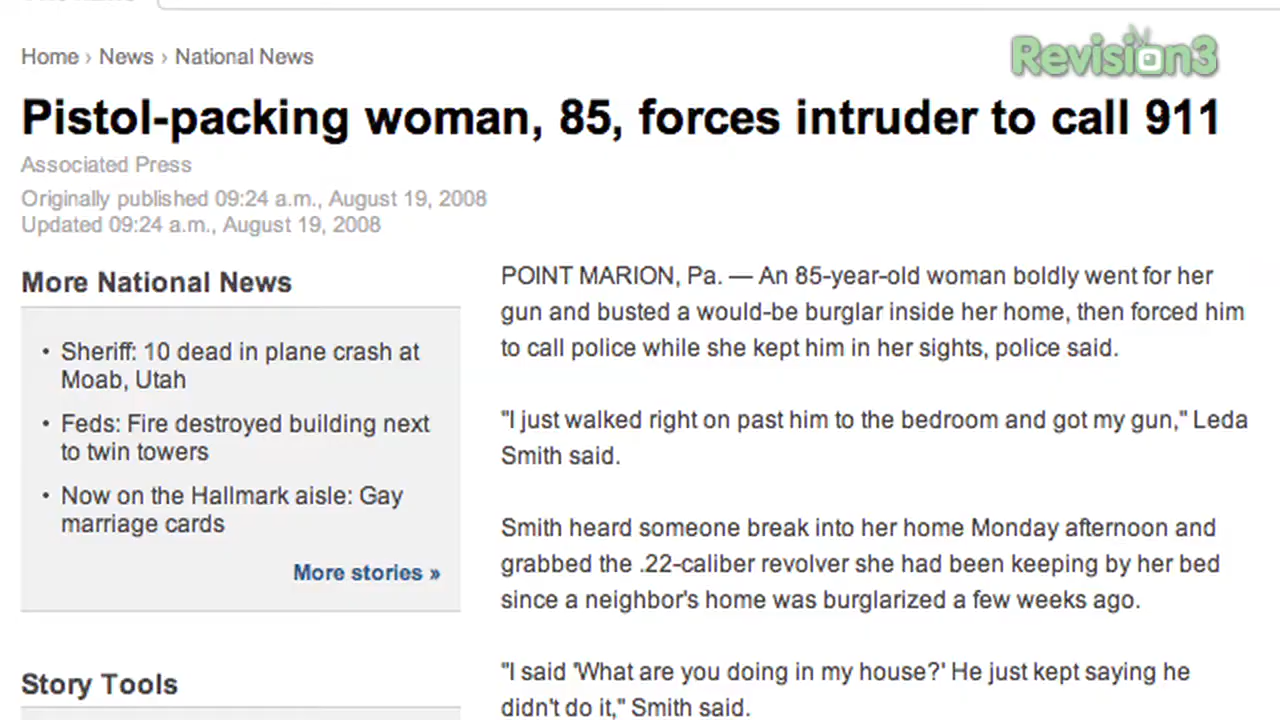 Home › News › National News
Revision3
Pistol-packing woman, 85, forces intruder to call 911
Associated Press
Originally published 09:24 a.m., August 19, 2008
Updated 09:24 a.m., August 19, 2008
More National News
• Sheriff: 10 dead in plane crash at
Moab, Utah
• Feds: Fire destroyed building next
to twin towers
• Now on the Hallmark aisle: Gay
marriage cards
More stories »
Story Tools
POINT MARION, Pa. — An 85-year-old woman boldly went for her
gun and busted a would-be burglar inside her home, then forced him
to call police while she kept him in her sights, police said.
"I just walked right on past him to the bedroom and got my gun," Leda
Smith said.
Smith heard someone break into her home Monday afternoon and
grabbed the .22-caliber revolver she had been keeping by her bed
since a neighbor's home was burglarized a few weeks ago.
"I said 'What are you doing in my house?' He just kept saying he
didn't do it," Smith said.